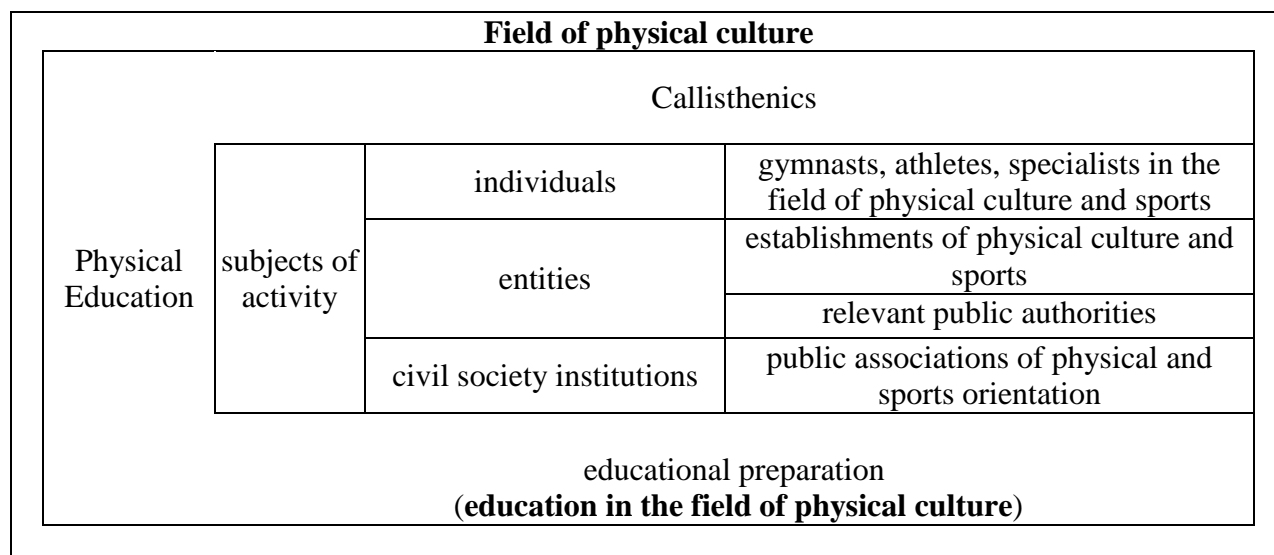 Field of physical culture
Callisthenics
Physical
Education
subjects of
activity
individuals
gymnasts, athletes, specialists in the
field of physical culture and sports
entities
establishments of physical culture and
sports
relevant public authorities
civil society institutions
public associations of physical and
sports orientation
educational preparation
(education in the field of physical culture)